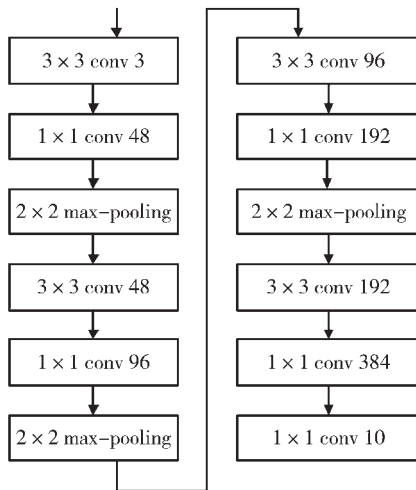 3 × 3 conv 3
1 × 1 conv 48
2 × 2 max-pooling
3 × 3 conv 48
1 × 1 conv 96
2 × 2 max-pooling
3 × 3 conv 96
1 × 1 conv 192
2 × 2 max-pooling
3 × 3 conv 192
1 × 1 conv 384
1 × 1 conv 10